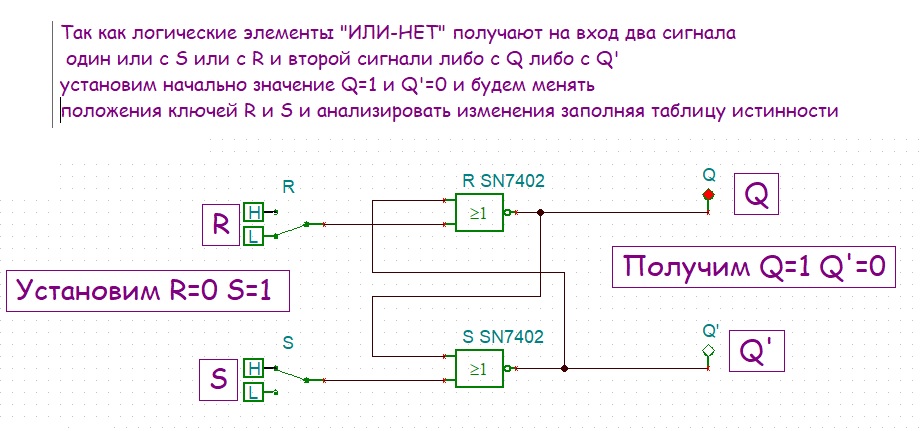 Так как логические элементы "ИЛИ-НЕТ" получают на вход два сигнала
один или с S или с R и второй сигнали либо с Q либо с Q'
установим начально значение Q=1 и Q'=0 и будем менять
положения ключей R и S и анализировать изменения заполняя таблицу истинности
R
R SN7402
Q
Q
R
H
L
≥1
Получим Q=1 Q'=0
Установим R=0 S=1
S
S SN7402
Q'
Q'
S
H
L
≥1